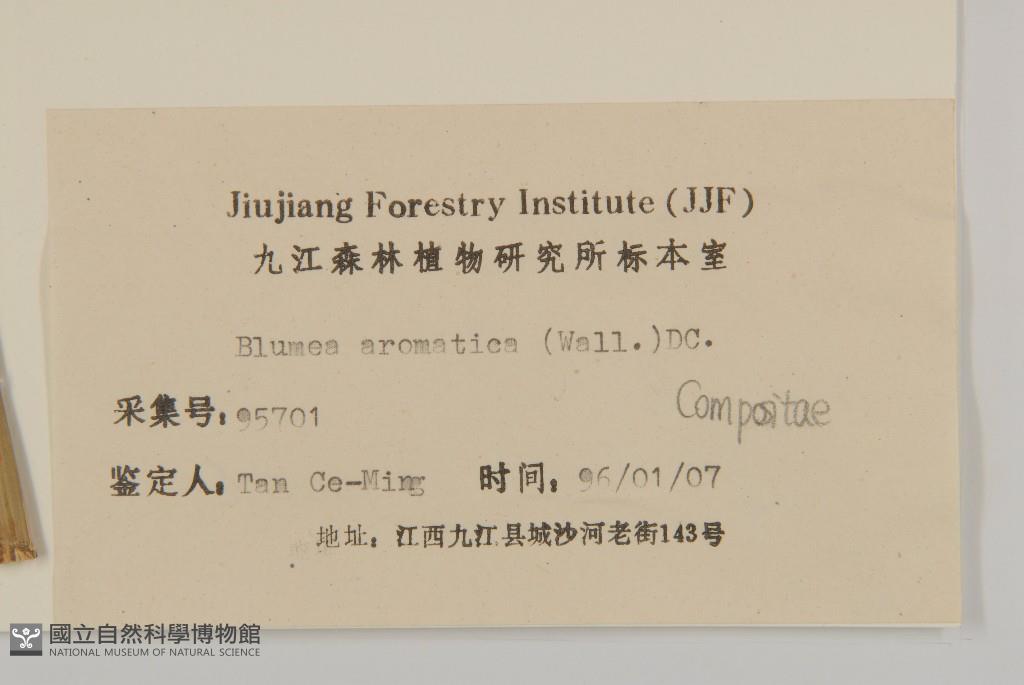 Jiujiang Forestry Institute (JJF)
九江森林植物研究所标本室
Blumea aromatica (Wall.)DC.
采集号：95701
Compositae
鉴定人：Tan Ce-Ming 时间：96/01/07
地址：江西九江县城沙河老街143号
國立自然科學博物館
NATIONAL MUSEUM OF NATURAL SCIENCE